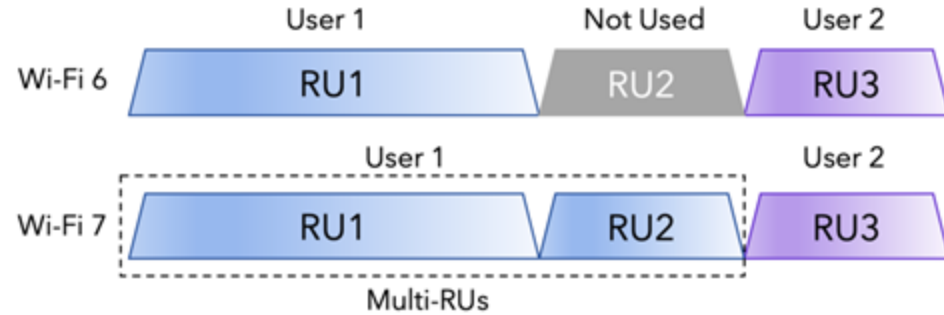 User 1 Not Used User 2
Wi-Fi 6 RU1 RU2 RU3
User 1 User 2
Wi-Fi 7 RU1 RU2 RU3
Multi-RUs